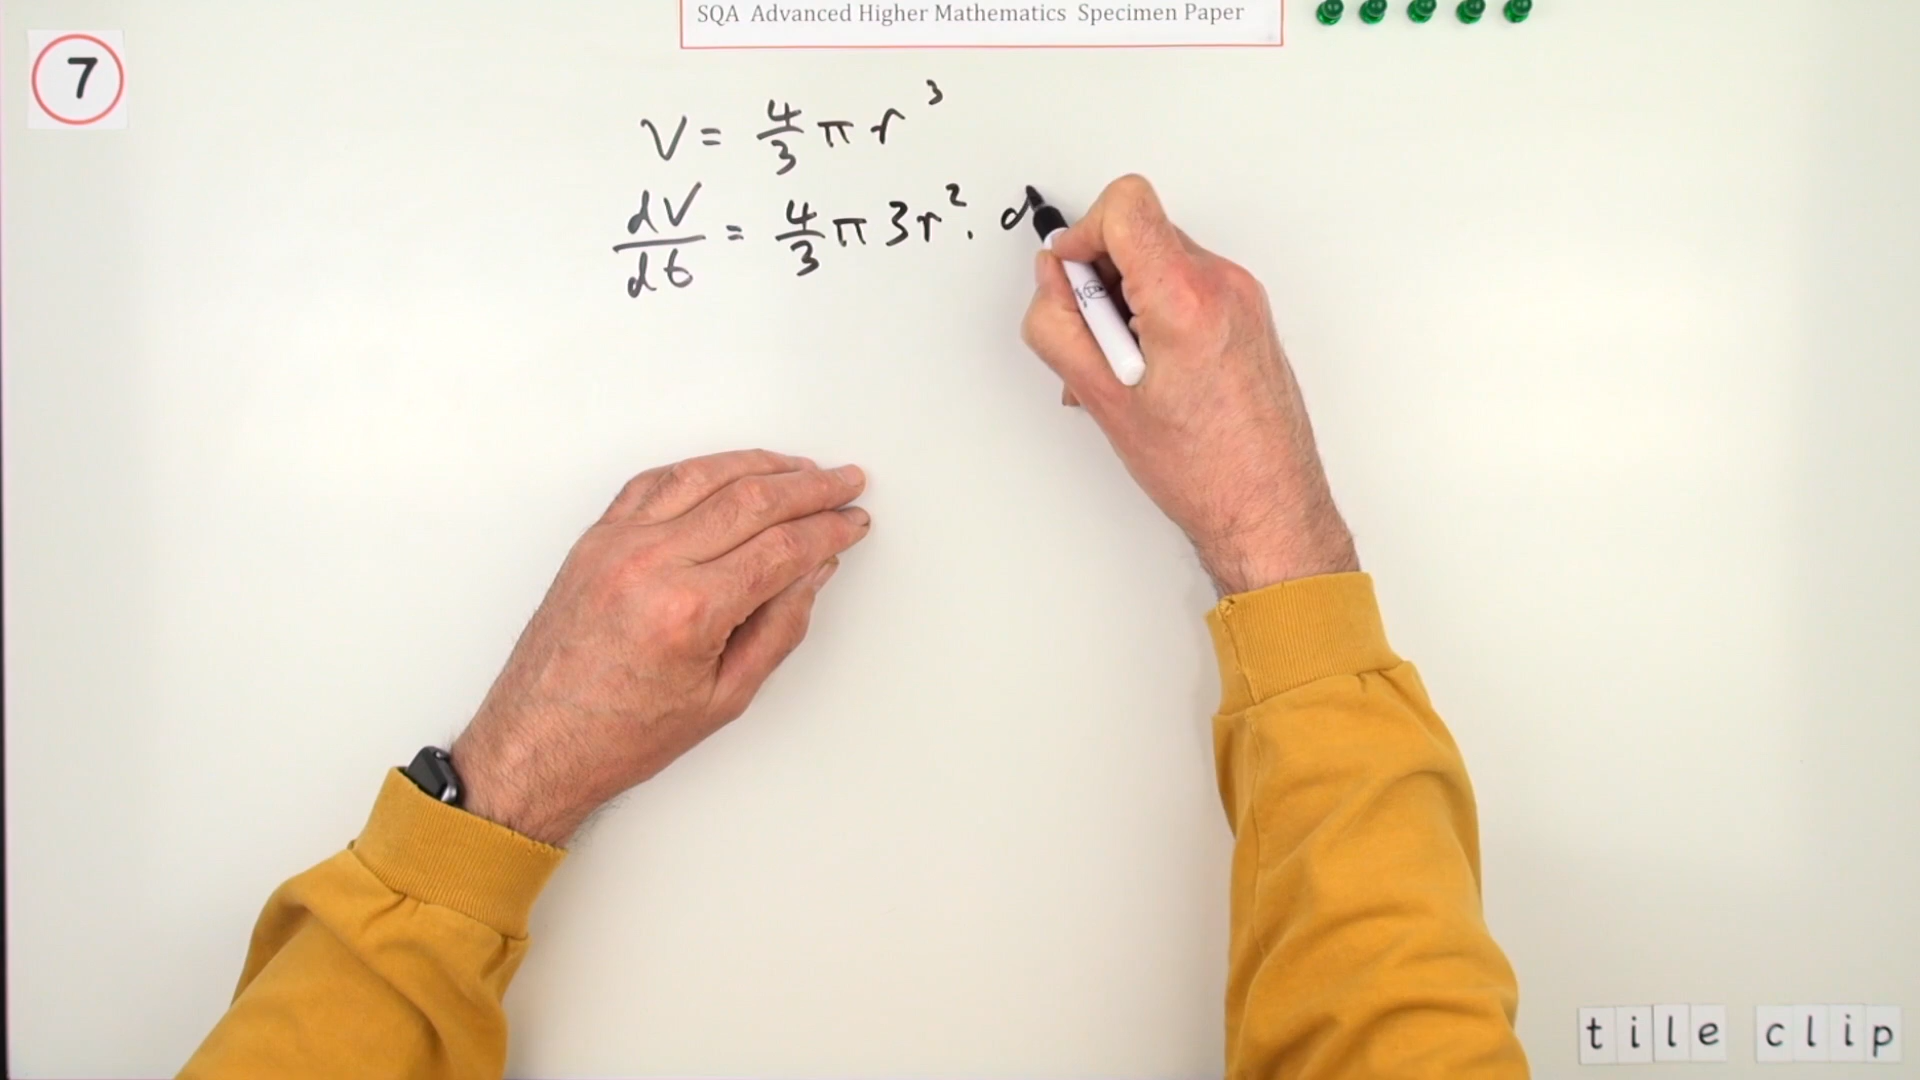 SQA Advanced Higher Mathematics Specimen Paper
7
V = 4/3 π r³
dV/dt = 4/3 π 3r² . d
tile clip